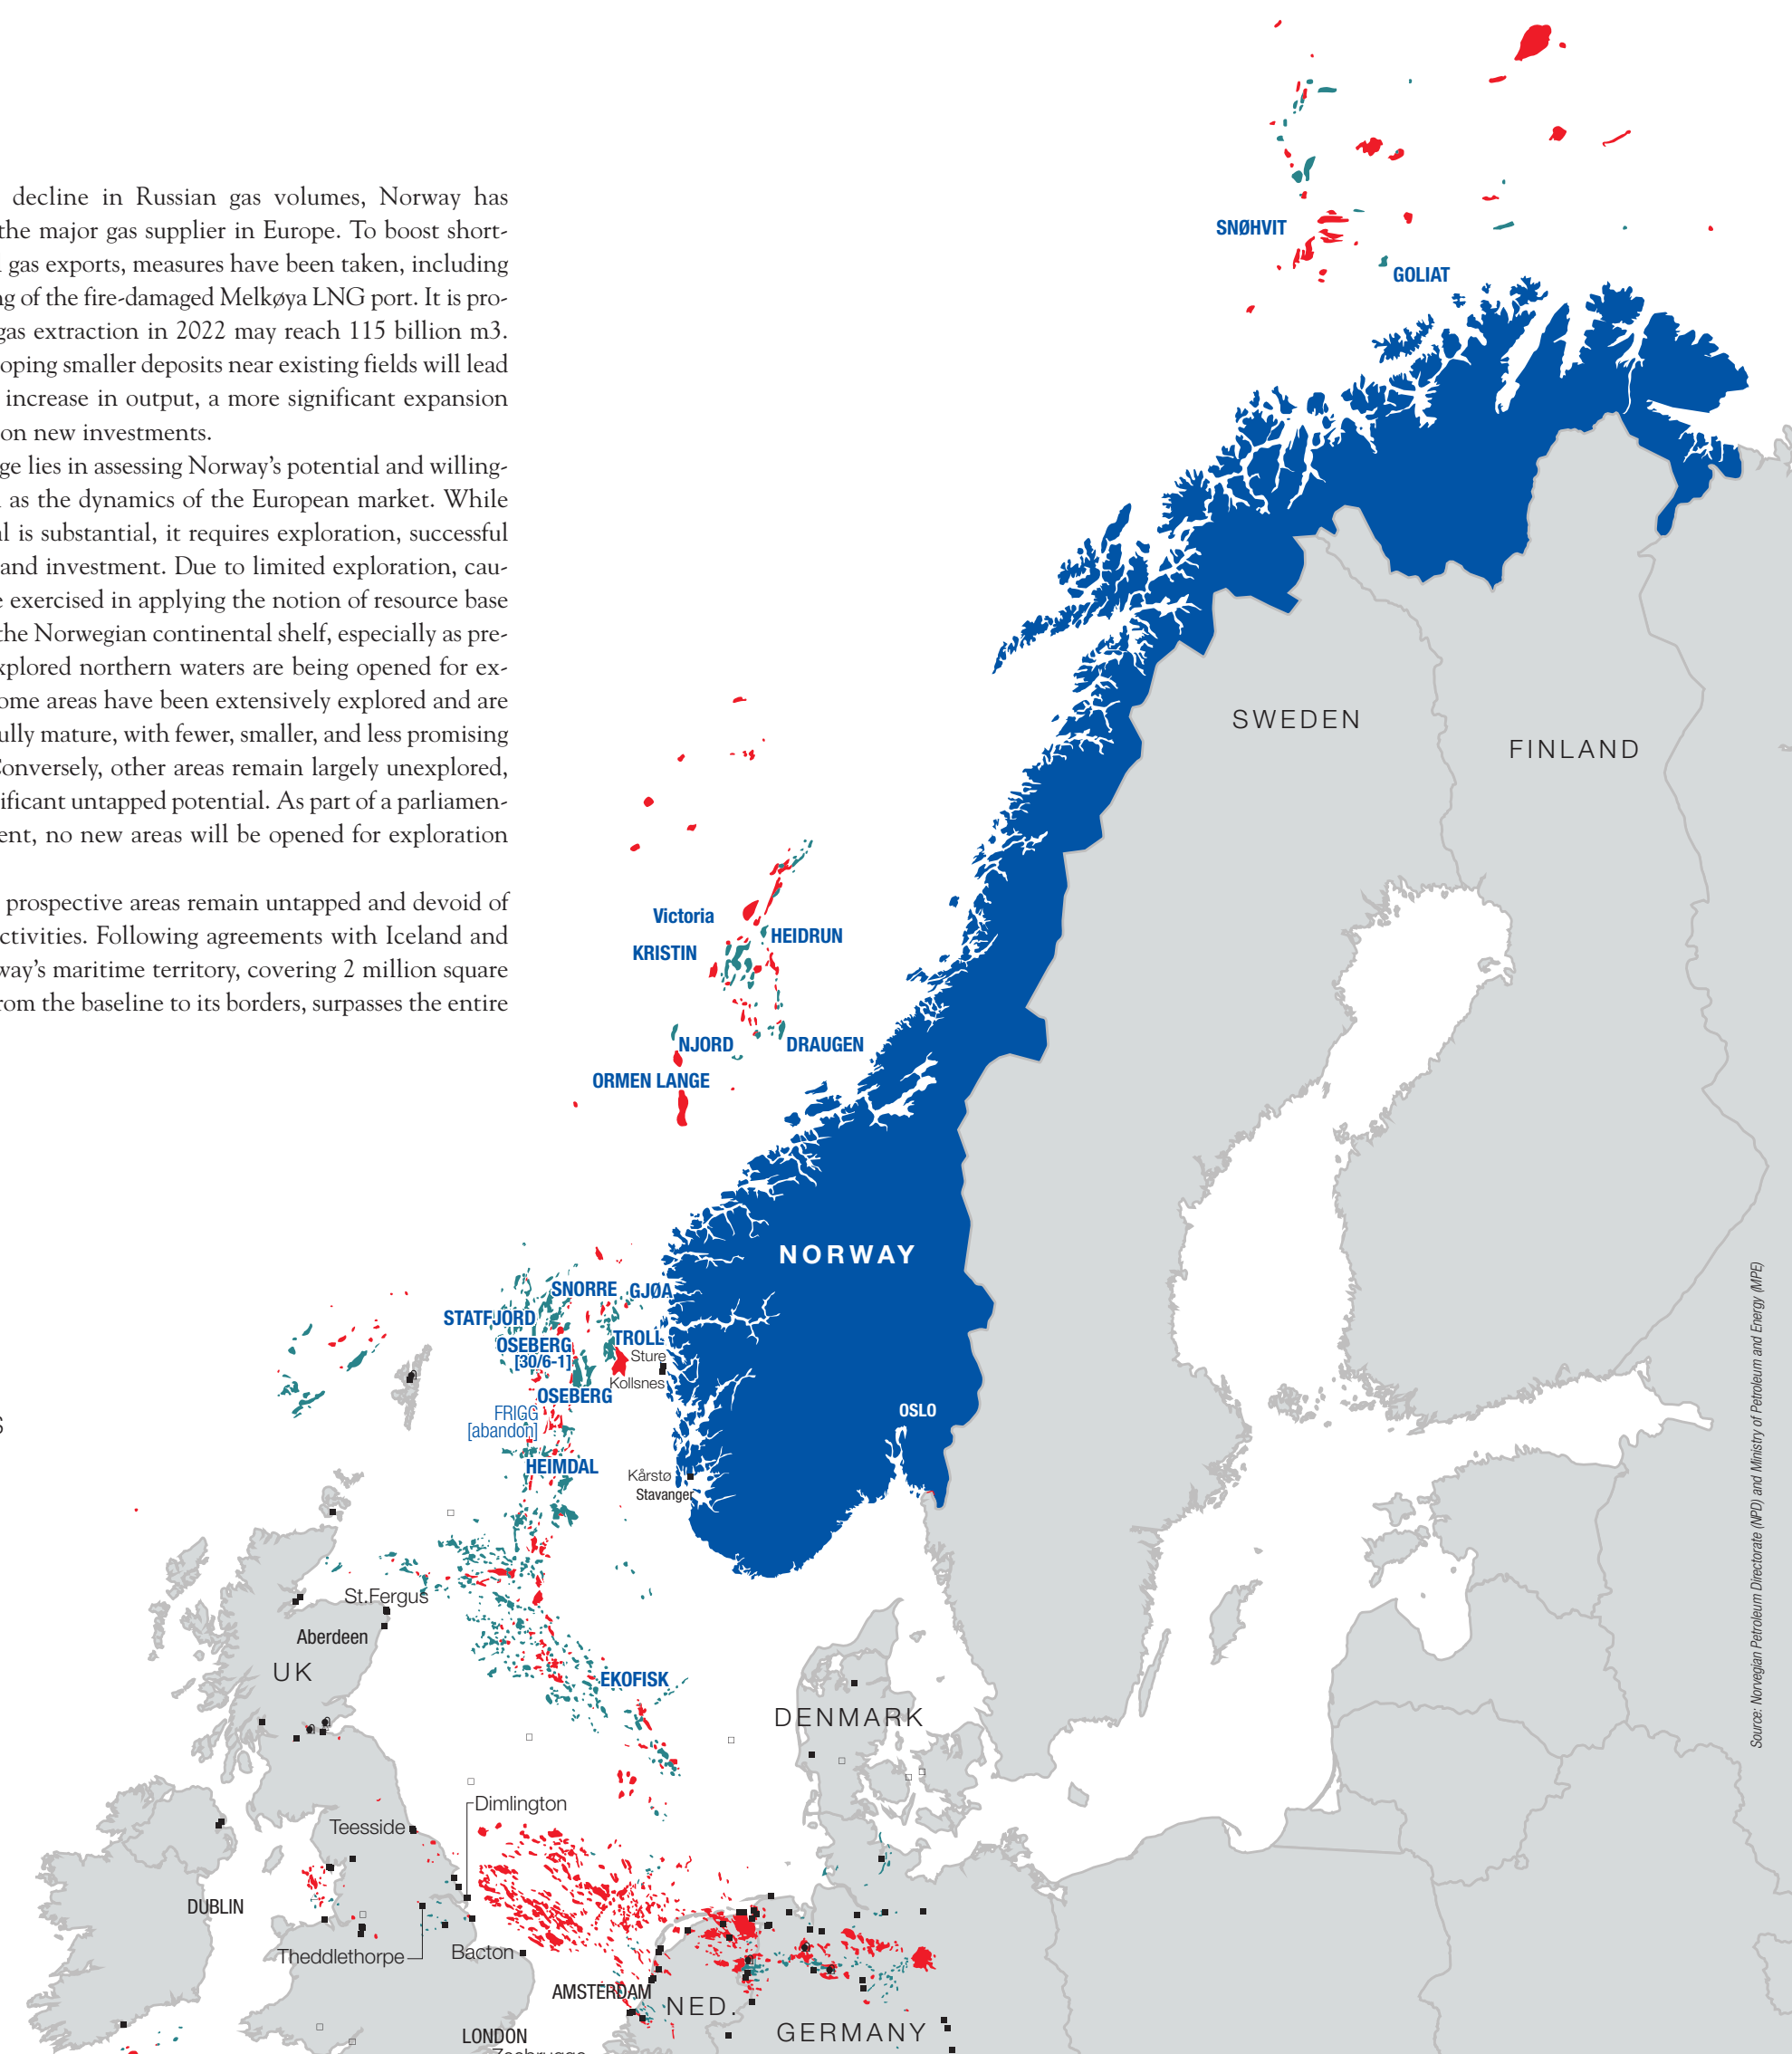 decline in Russian gas volumes, Norway has
the major gas supplier in Europe. To boost short-
gas exports, measures have been taken, including
g of the fire-damaged Melkøya LNG port. It is pro-
gas extraction in 2022 may reach 115 billion m3.
oping smaller deposits near existing fields will lead
increase in output, a more significant expansion
on new investments.
ge lies in assessing Norway's potential and willing-
as the dynamics of the European market. While
l is substantial, it requires exploration, successful
and investment. Due to limited exploration, cau-
e exercised in applying the notion of resource base
the Norwegian continental shelf, especially as pre-
xplored northern waters are being opened for ex-
ome areas have been extensively explored and are
ully mature, with fewer, smaller, and less promising
Conversely, other areas remain largely unexplored,
ificant untapped potential. As part of a parliamen-
ent, no new areas will be opened for exploration
prospective areas remain untapped and devoid of
ctivities. Following agreements with Iceland and
way's maritime territory, covering 2 million square
rom the baseline to its borders, surpasses the entire
SNØHVIT
GOLIAT
SWEDEN
FINLAND
Victoria
HEIDRUN
KRISTIN
NJORD
DRAUGEN
ORMEN LANGE
NORWAY
SNORRE
GJØA
STATFJORD
TROLL
OSEBERG
[30/6-1]
Sture
Kollsnes
OSEBERG
FRIGG
[abandon]
OSLO
HEIMDAL
Kårstø
Stavanger
St.Fergus
Aberdeen
UK
EKOFISK
DENMARK
Dimlington
Teesside
DUBLIN
Theddlethorpe
Bacton
AMSTERDAM
NED.
LONDON
GERMANY
Zeebrugge
Source: Norvegian Petroleum Directorate (NPD) and Ministry of Petroleum and Energy (MPE)